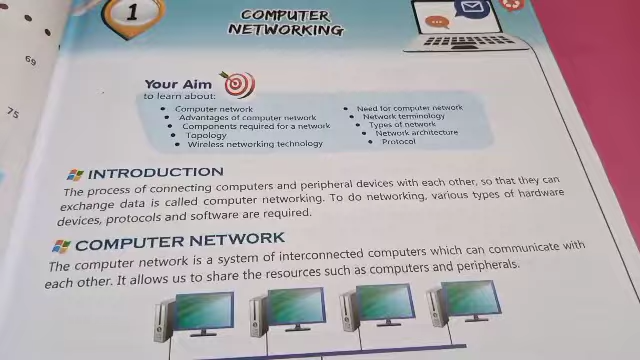 69
75
1
COMPUTER
NETWORKING
Your Aim
to learn about:
• Computer network
• Advantages of computer network
• Components required for a network
• Topology
• Wireless networking technology
• Need for computer network
• Network terminology
• Types of network
• Network architecture
• Protocol
INTRODUCTION
The process of connecting computers and peripheral devices with each other, so that they can
exchange data is called computer networking. To do networking, various types of hardware
devices, protocols and software are required.
COMPUTER NETWORK
The computer network is a system of interconnected computers which can communicate with
each other. It allows us to share the resources such as computers and peripherals.